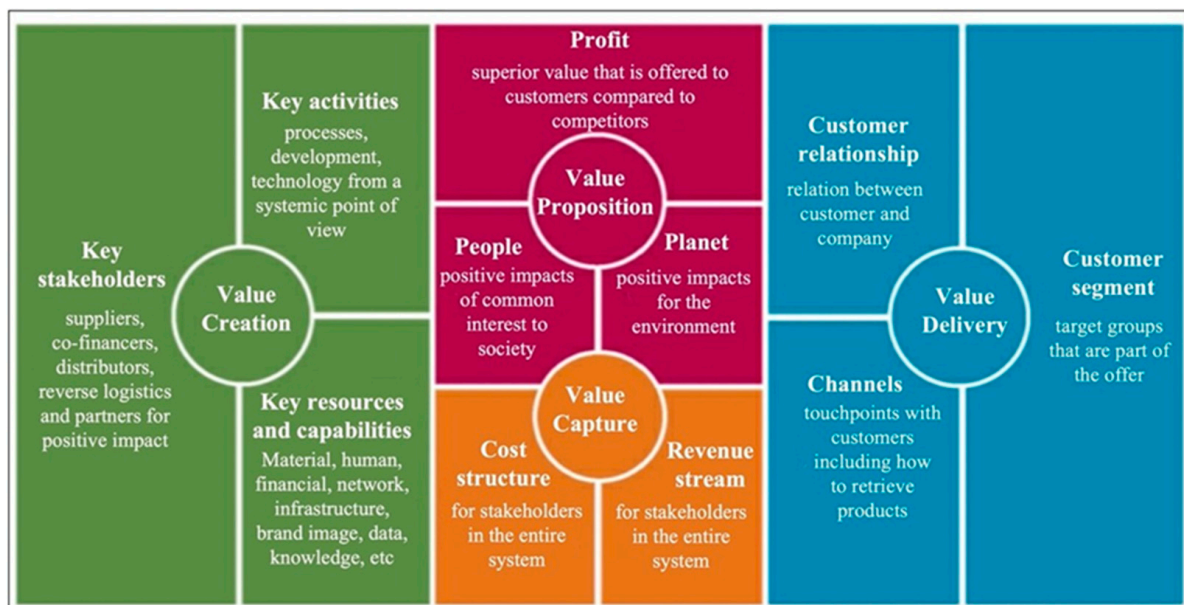 Key
stakeholders
suppliers,
co-financers,
distributors,
reverse logistics
and partners for
positive impact
Key activities
processes,
development,
technology from a
systemic point of
view
Value
Creation
Key resources
and capabilities
Material, human,
financial, network,
infrastructure,
brand image, data,
knowledge, etc
Profit
superior value that is offered to
customers compared to
competitors
Value
Proposition
People
positive impacts
of common
interest to
society
Planet
positive impacts
for the
environment
Value
Capture
Cost
structure
for stakeholders
in the entire
system
Revenue
stream
for stakeholders
in the entire
system
Customer
relationship
relation between
customer and
company
Value
Delivery
Channels
touchpoints with
customers
including how
to retrieve
products
Customer
segment
target groups
that are part of
the offer